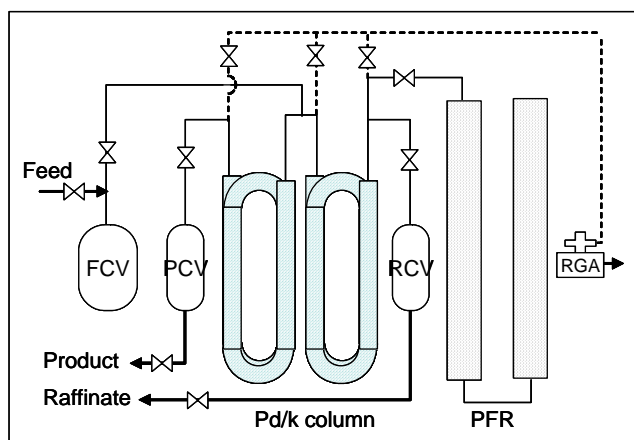 Feed
FCV
PCV
RCV
RGA
Product
Raffinate
Pd/k column
PFR